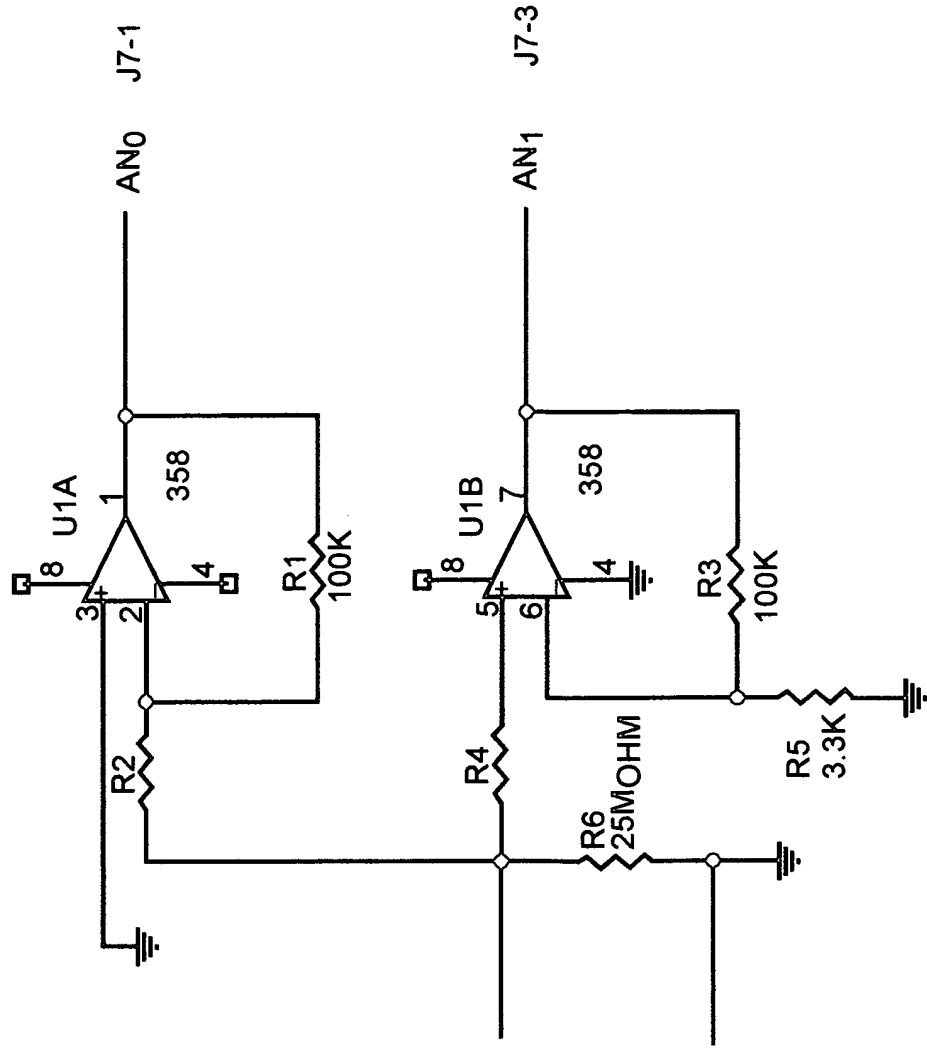 AN0 J7-1
U1A
8
3 +
1
2 –
4
358
R2
R1
100K
AN1 J7-3
U1B
8
5 +
7
6 –
4
358
R4
R3
100K
R6
25MOHM
R5
3.3K